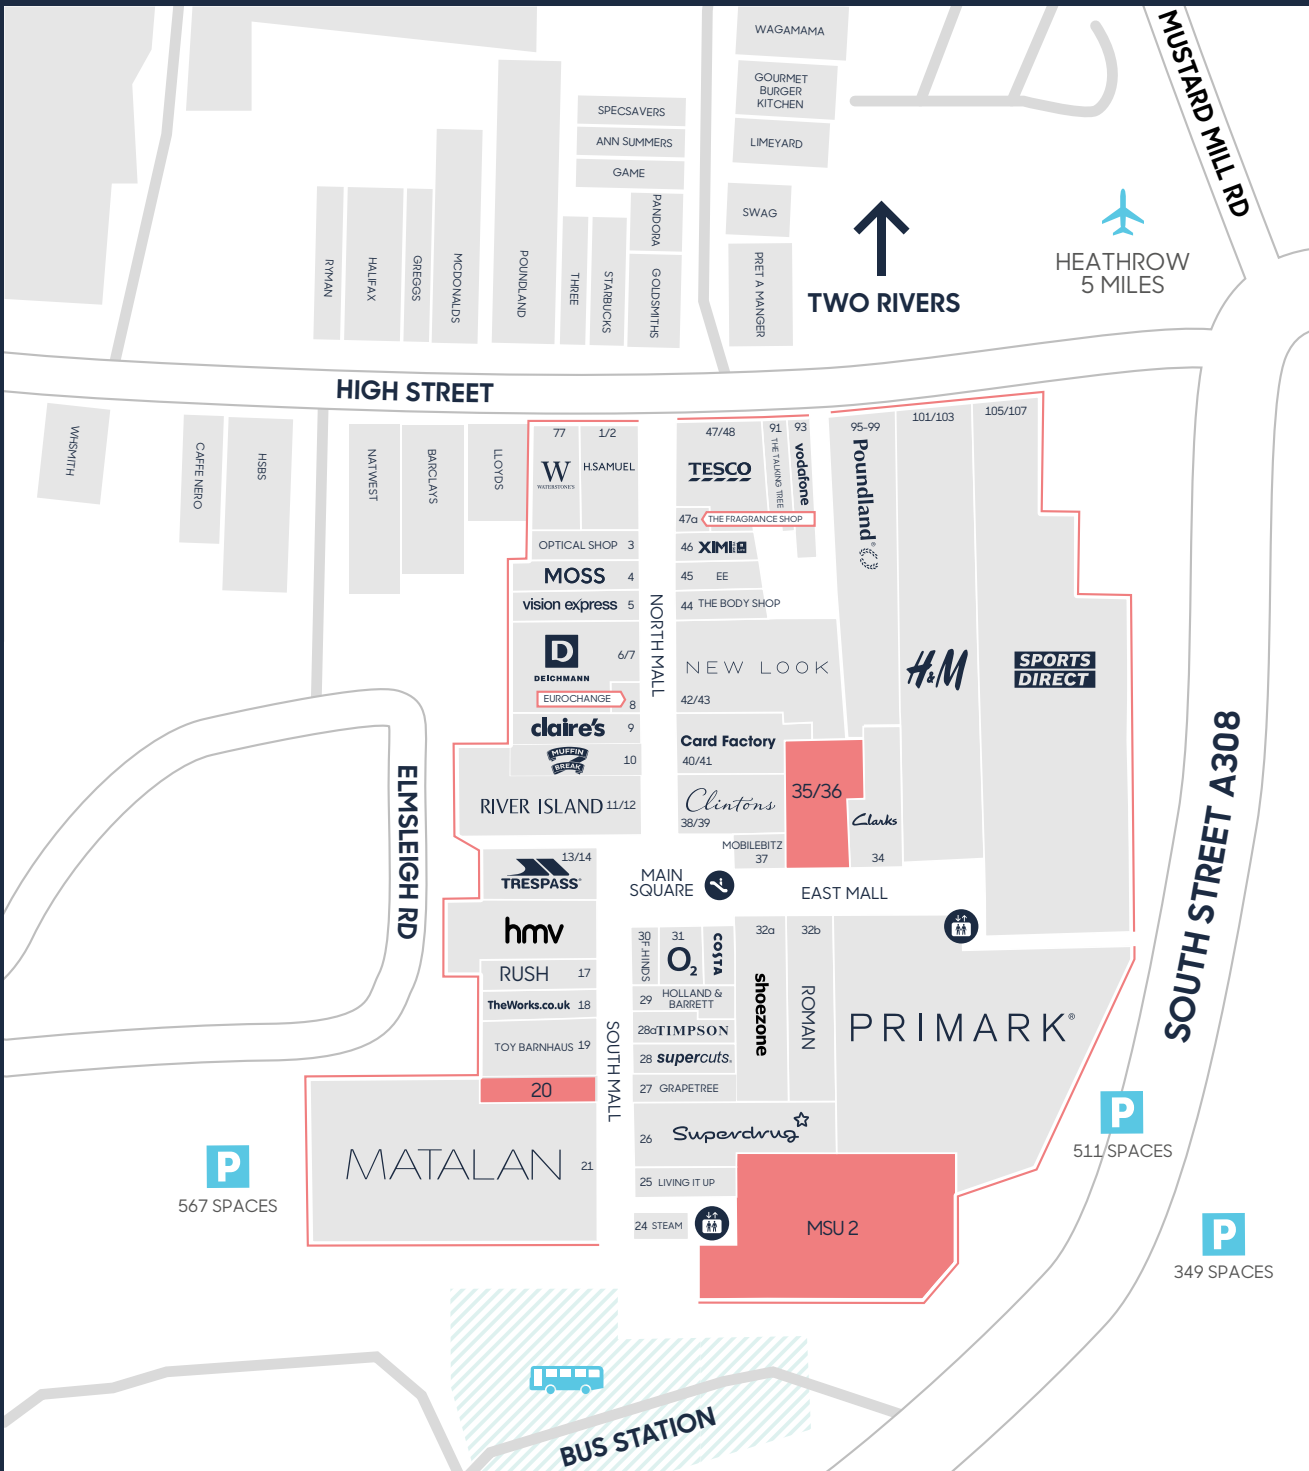 WAGAMAMA
GOURMET
BURGER
KITCHEN
LIMEYARD
SWAG
PRET A MANGER
MUSTARD MILL RD
SPECSAVERS
ANN SUMMERS
GAME
PANDORA
GOLDSMITHS
STARBUCKS
THREE
POUNDLAND
MCDONALDS
GREGGS
HALIFAX
RYMAN
TWO RIVERS
HEATHROW
5 MILES
HIGH STREET
WHSMITH
CAFFE NERO
HSBS
NATWEST
BARCLAYS
LLOYDS
77
W
WATERSTONE'S
1/2
H.SAMUEL
OPTICAL SHOP 3
MOSS 4
vision express 5
D
DEICHMANN
6/7
EUROCHANGE
8
claire's 9
MUFFIN
BREAK
10
RIVER ISLAND 11/12
NORTH MALL
47/48
TESCO
91
THE TALKING TREE
93
vodafone
47a THE FRAGRANCE SHOP
46 XIMI
45 EE
44 THE BODY SHOP
NEW LOOK
42/43
Card Factory
40/41
Clintons
38/39
MOBILEBITZ
37
35/36
Clarks
34
95-99
Poundland®
101/103
H&M
105/107
SPORTS
DIRECT
SOUTH STREET A308
ELMSLEIGH RD
13/14
TRESPASS
hmv
RUSH 17
TheWorks.co.uk 18
TOY BARNHAUS 19
20
MATALAN 21
MAIN
SQUARE
EAST MALL
SOUTH MALL
30
F.HINDS
31
O2
COSTA
29 HOLLAND &
BARRETT
28a TIMPSON
28 supercuts.
27 GRAPETREE
26 Superdrug
25 LIVING IT UP
24 STEAM
32a
shoezone
32b
ROMAN
PRIMARK®
MSU 2
P
567 SPACES
P
511 SPACES
P
349 SPACES
BUS STATION